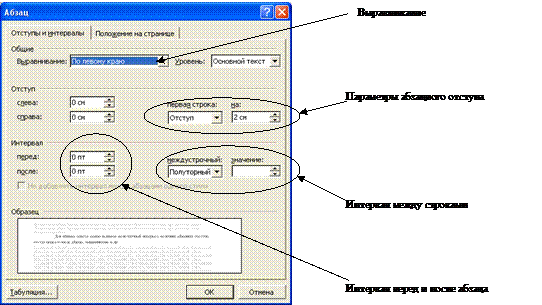 Абзац
Выравнивание
Отступы и интервалы Положение на странице
Общие
Выравнивание: По левому краю Уровень: Основной текст
Отступ
Параметры абзацного отступа
слева: 0 см первая строка: на:
справа: 0 см Отступ 2 см
Интервал
перед: 0 пт междустрочный: значение:
после: 0 пт Полуторный
Интервал между строками
Образец
Интервал перед и после абзаца
Табуляция... ОК Отмена